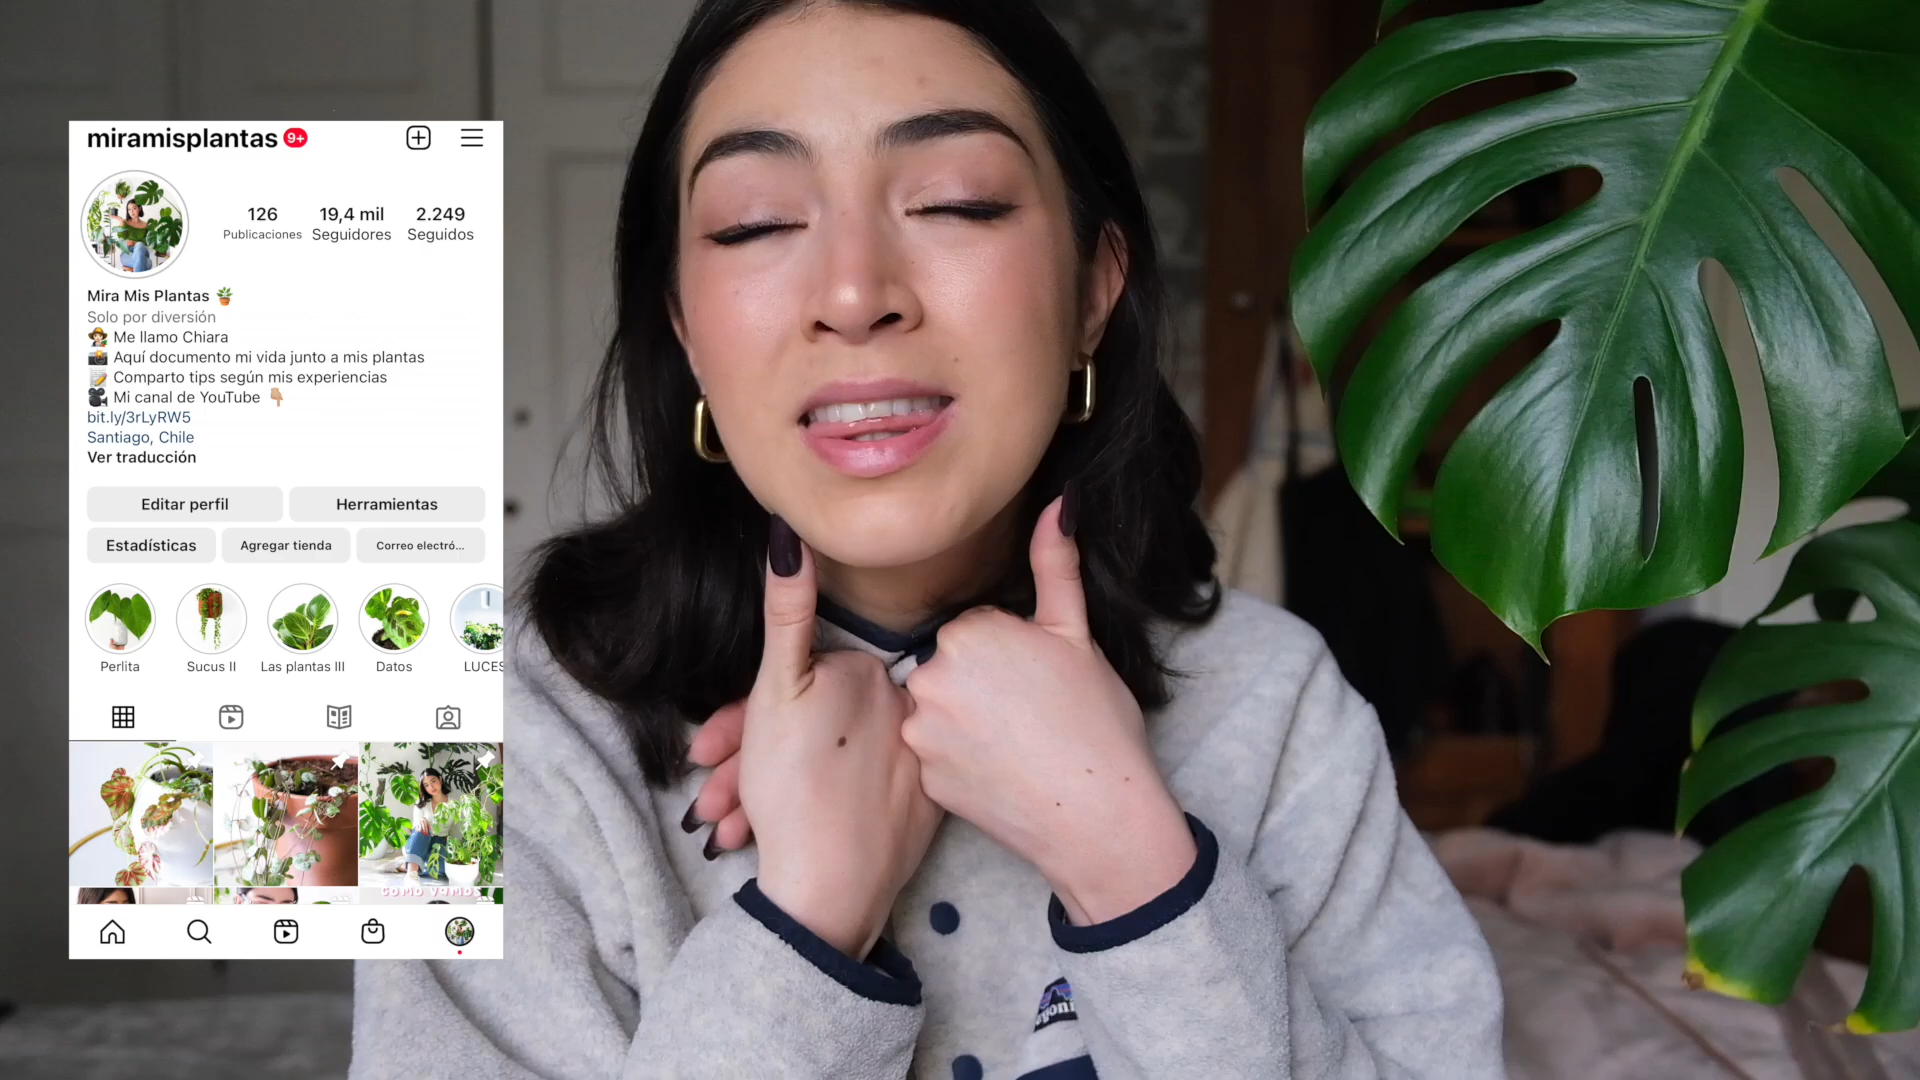 miramisplantas 9+
126 19,4 mil 2.249
Publicaciones Seguidores Seguidos
Mira Mis Plantas
Solo por diversión
Me llamo Chiara
Aquí documento mi vida junto a mis plantas
Comparto tips según mis experiencias
Mi canal de YouTube
bit.ly/3rLyRW5
Santiago, Chile
Ver traducción
Editar perfil Herramientas
Estadísticas Agregar tienda Correo electró...
Perlita Sucus II Las plantas III Datos LUCES
COMO VAMOS